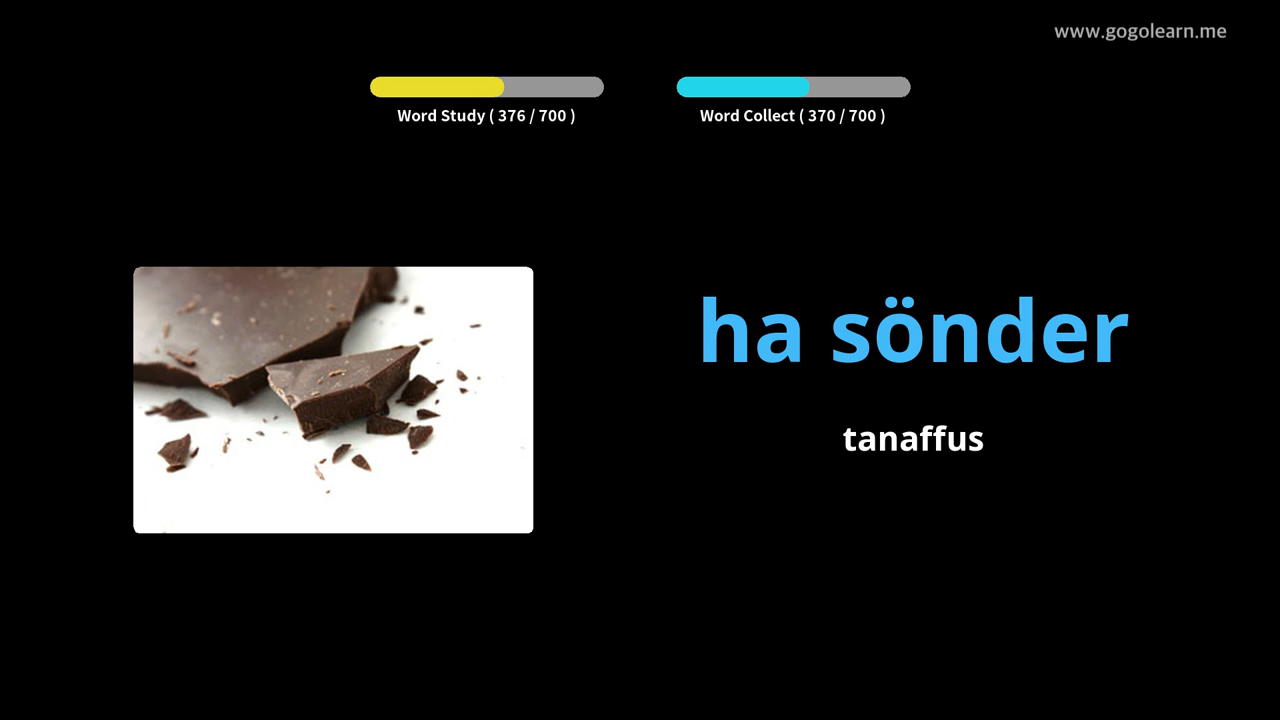 www.gogolearn.me
Word Study ( 376 / 700 )
Word Collect ( 370 / 700 )
ha sönder
tanaffus